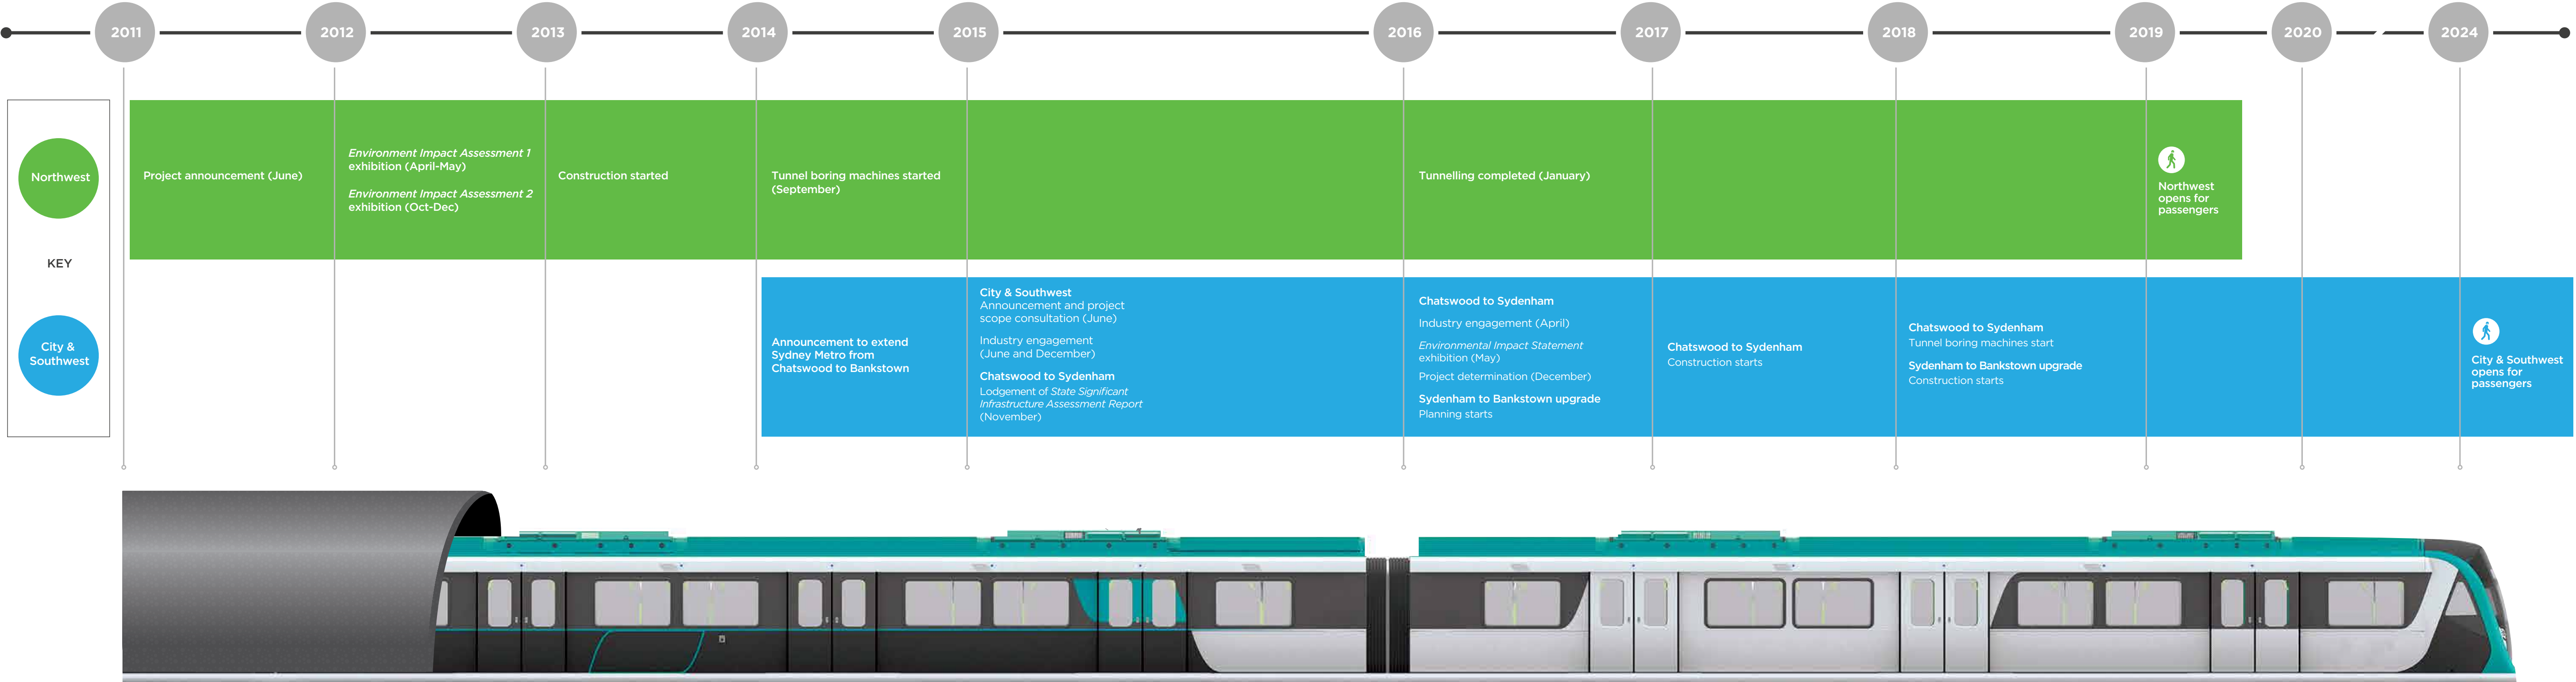 2011
2012
2013
2014
2015
2016
2017
2018
2019
2020
2024
Northwest
KEY
City &
Southwest
Project announcement (June)
Environment Impact Assessment 1
exhibition (April-May)
Environment Impact Assessment 2
exhibition (Oct-Dec)
Construction started
Tunnel boring machines started
(September)
Tunnelling completed (January)
Northwest
opens for
passengers
Announcement to extend
Sydney Metro from
Chatswood to Bankstown
City & Southwest
Announcement and project
scope consultation (June)
Industry engagement
(June and December)
Chatswood to Sydenham
Lodgement of State Significant
Infrastructure Assessment Report
(November)
Chatswood to Sydenham
Industry engagement (April)
Environmental Impact Statement
exhibition (May)
Project determination (December)
Sydenham to Bankstown upgrade
Planning starts
Chatswood to Sydenham
Construction starts
Chatswood to Sydenham
Tunnel boring machines start
Sydenham to Bankstown upgrade
Construction starts
City & Southwest
opens for
passengers